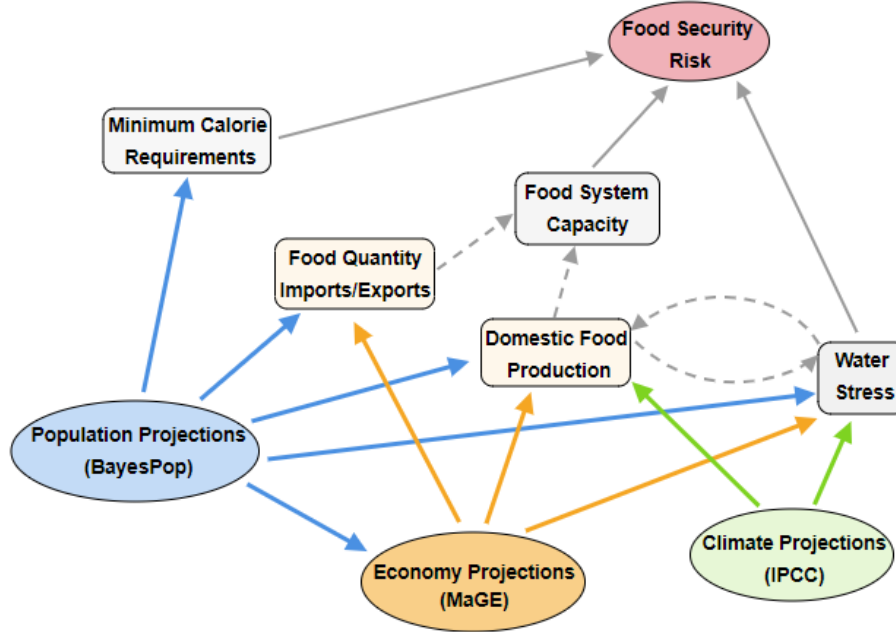 Food Security
Risk
Minimum Calorie
Requirements
Food System
Capacity
Food Quantity
Imports/Exports
Domestic Food
Production
Water
Stress
Population Projections
(BayesPop)
Economy Projections
(MaGE)
Climate Projections
(IPCC)